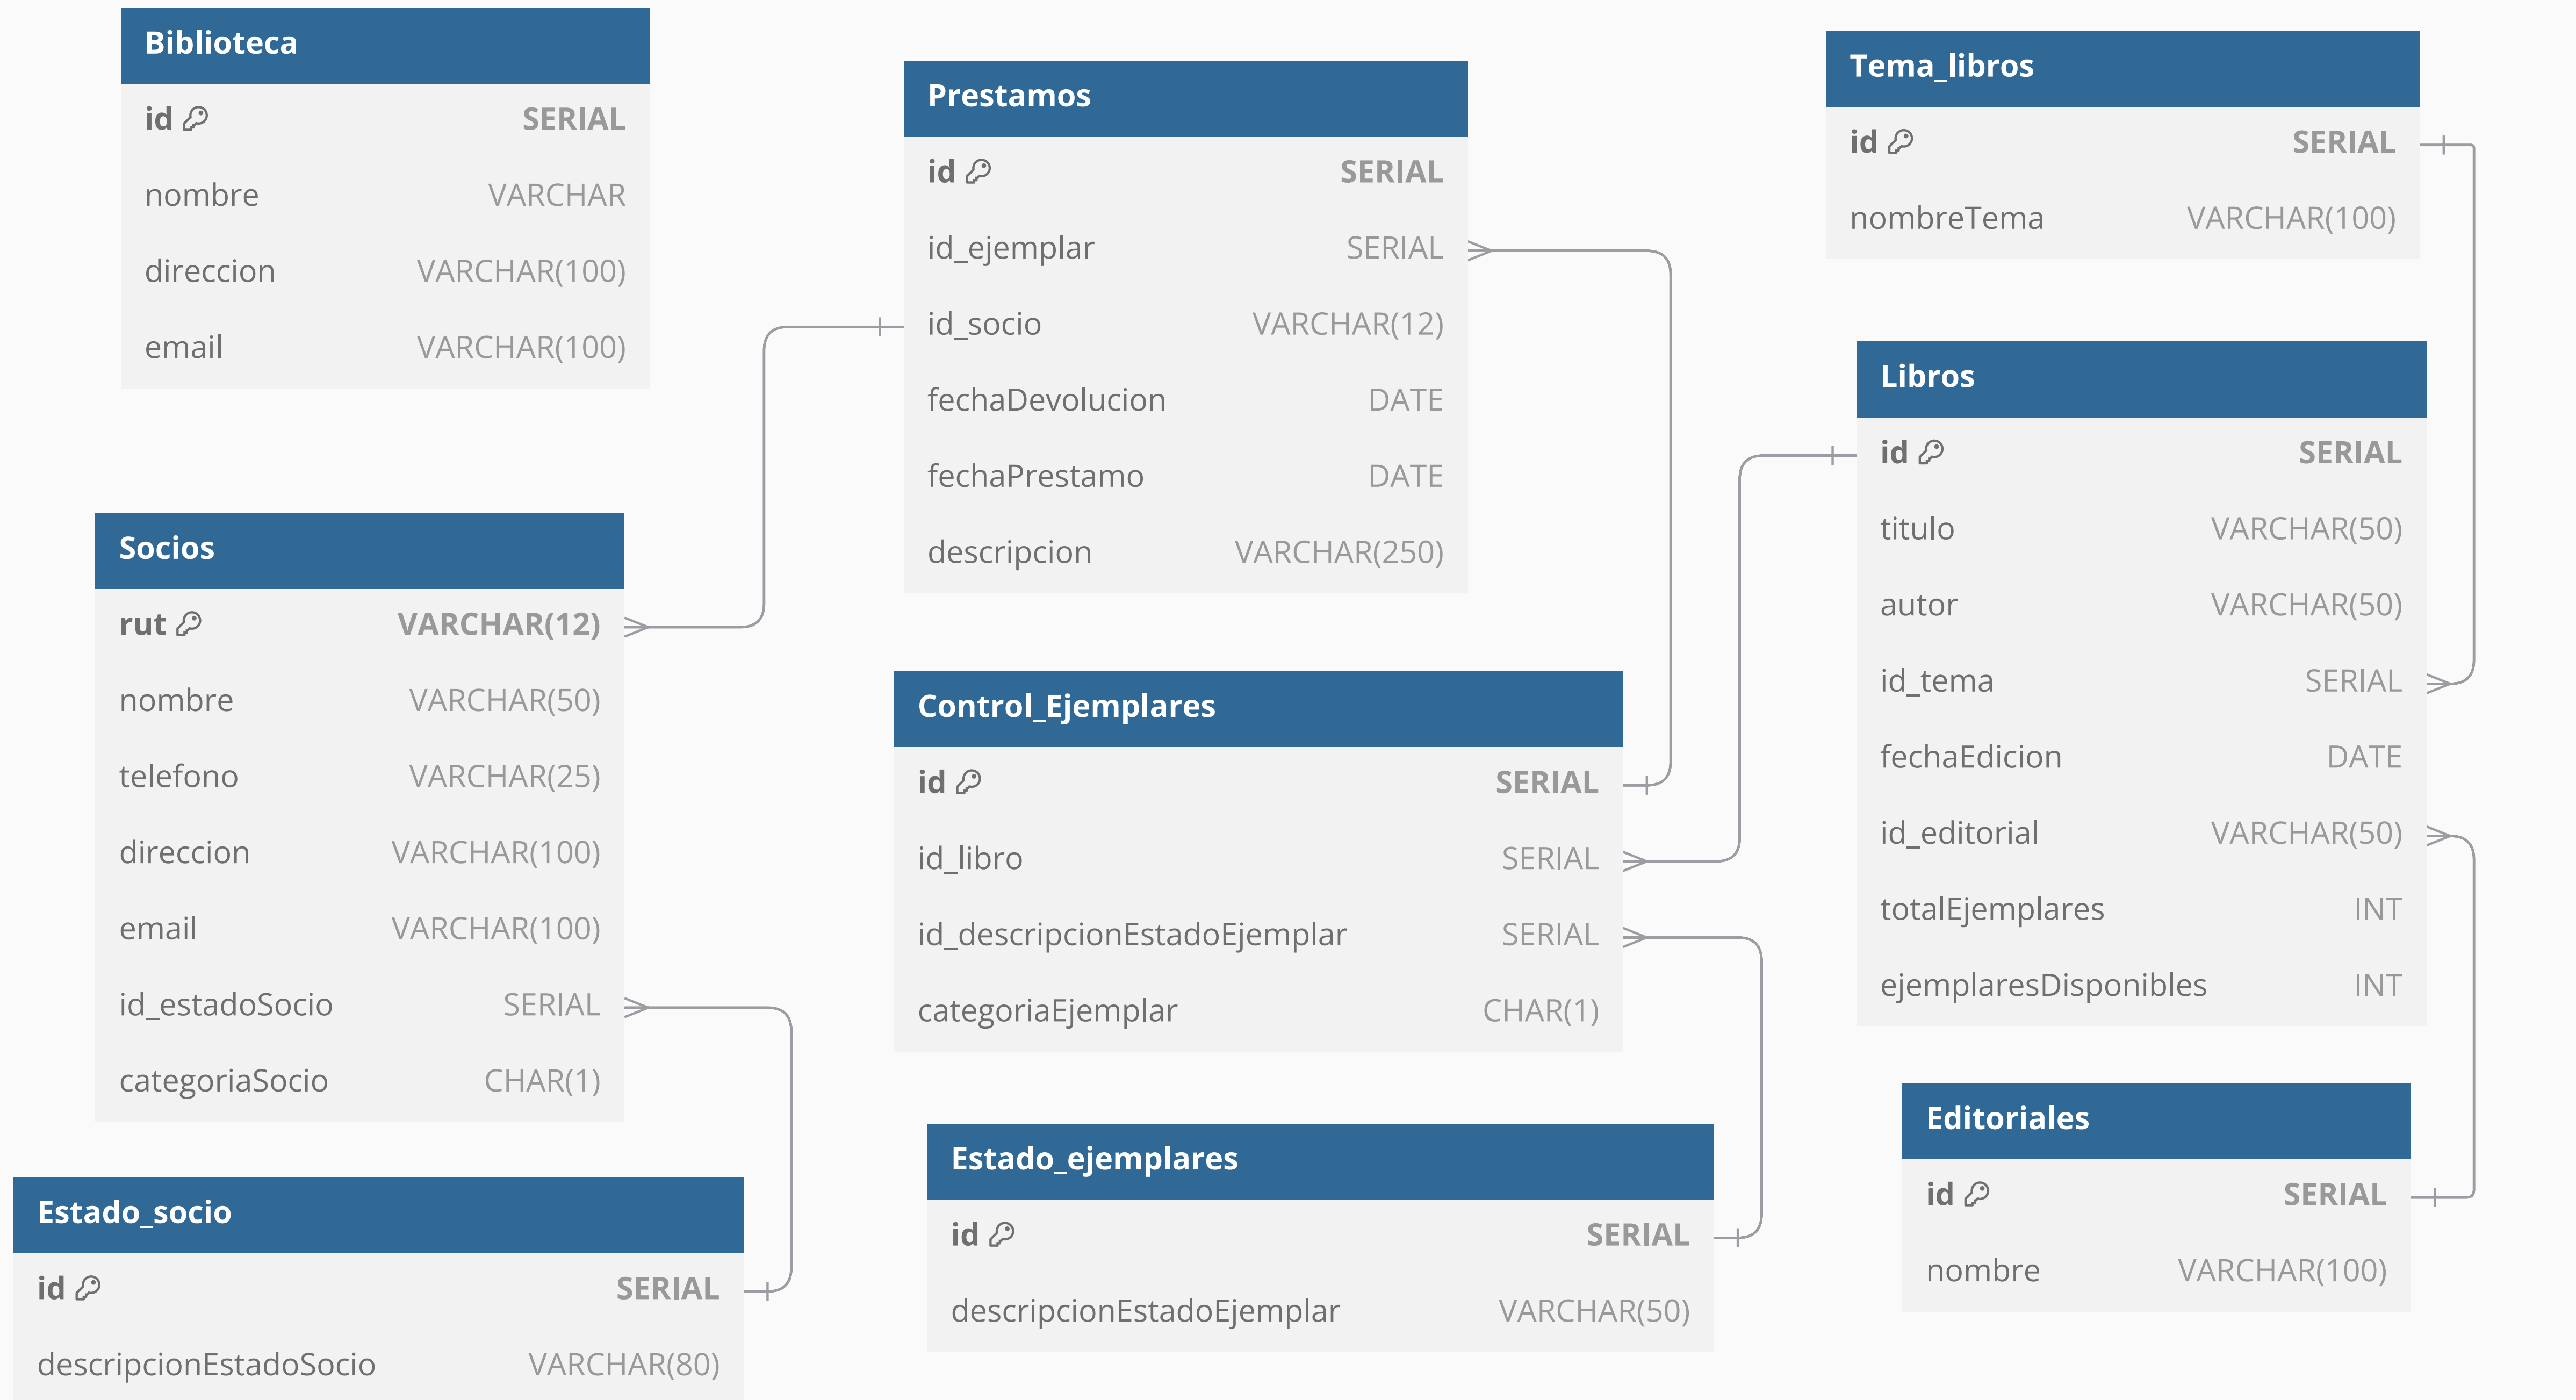 Biblioteca
id SERIAL
nombre VARCHAR
direccion VARCHAR(100)
email VARCHAR(100)
Socios
rut VARCHAR(12)
nombre VARCHAR(50)
telefono VARCHAR(25)
direccion VARCHAR(100)
email VARCHAR(100)
id_estadoSocio SERIAL
categoriaSocio CHAR(1)
Estado_socio
id SERIAL
descripcionEstadoSocio VARCHAR(80)
Prestamos
id SERIAL
id_ejemplar SERIAL
id_socio VARCHAR(12)
fechaDevolucion DATE
fechaPrestamo DATE
descripcion VARCHAR(250)
Control_Ejemplares
id SERIAL
id_libro SERIAL
id_descripcionEstadoEjemplar SERIAL
categoriaEjemplar CHAR(1)
Estado_ejemplares
id SERIAL
descripcionEstadoEjemplar VARCHAR(50)
Tema_libros
id SERIAL
nombreTema VARCHAR(100)
Libros
id SERIAL
titulo VARCHAR(50)
autor VARCHAR(50)
id_tema SERIAL
fechaEdicion DATE
id_editorial VARCHAR(50)
totalEjemplares INT
ejemplaresDisponibles INT
Editoriales
id SERIAL
nombre VARCHAR(100)